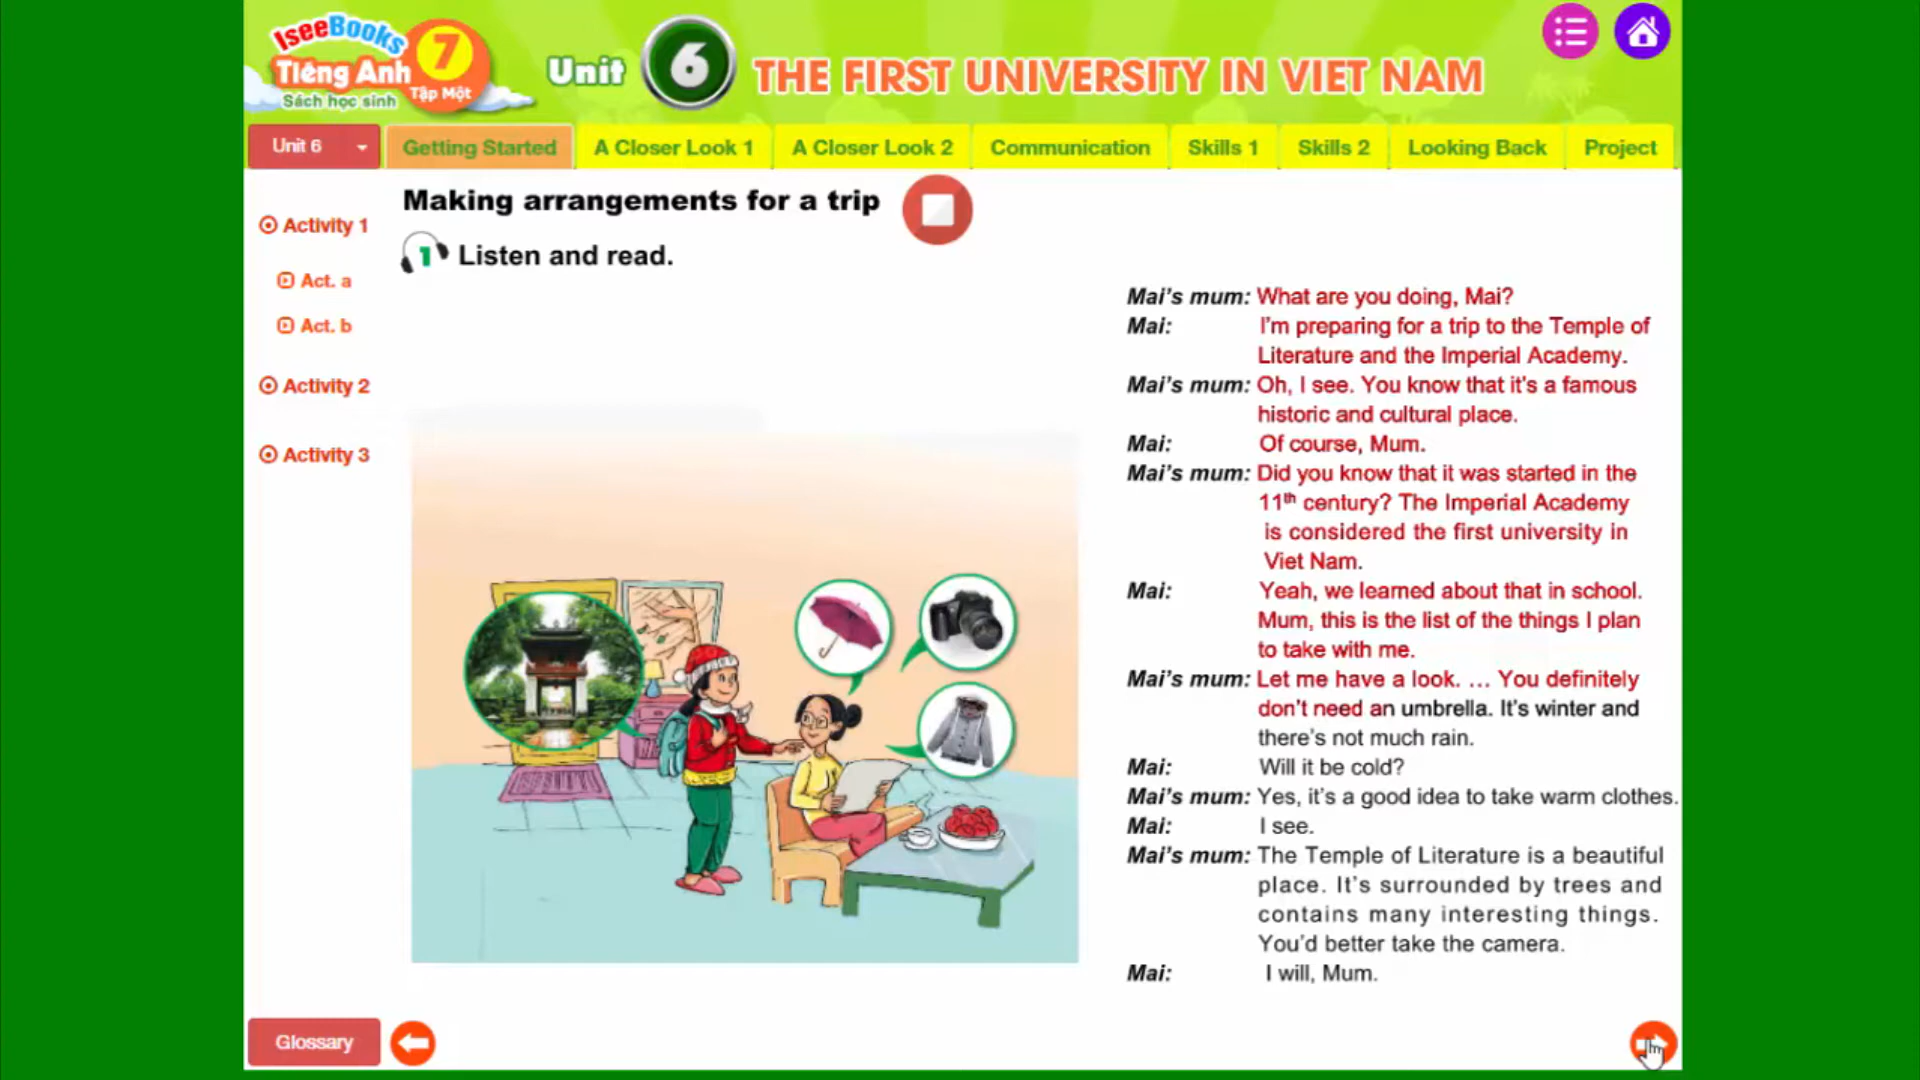 IseeBooks
Tiếng Anh 7
Tập Một
Sách học sinh
Unit 6 THE FIRST UNIVERSITY IN VIET NAM
Unit 6 Getting Started A Closer Look 1 A Closer Look 2 Communication Skills 1 Skills 2 Looking Back Project
Activity 1
Act. a
Act. b
Activity 2
Activity 3
Making arrangements for a trip
1 Listen and read.
Mai's mum: What are you doing, Mai?
Mai: I'm preparing for a trip to the Temple of
Literature and the Imperial Academy.
Mai's mum: Oh, I see. You know that it's a famous
historic and cultural place.
Mai: Of course, Mum.
Mai's mum: Did you know that it was started in the
11th century? The Imperial Academy
is considered the first university in
Viet Nam.
Mai: Yeah, we learned about that in school.
Mum, this is the list of the things I plan
to take with me.
Mai's mum: Let me have a look. ... You definitely
don't need an umbrella. It's winter and
there's not much rain.
Mai: Will it be cold?
Mai's mum: Yes, it's a good idea to take warm clothes.
Mai: I see.
Mai's mum: The Temple of Literature is a beautiful
place. It's surrounded by trees and
contains many interesting things.
You'd better take the camera.
Mai: I will, Mum.
Glossary